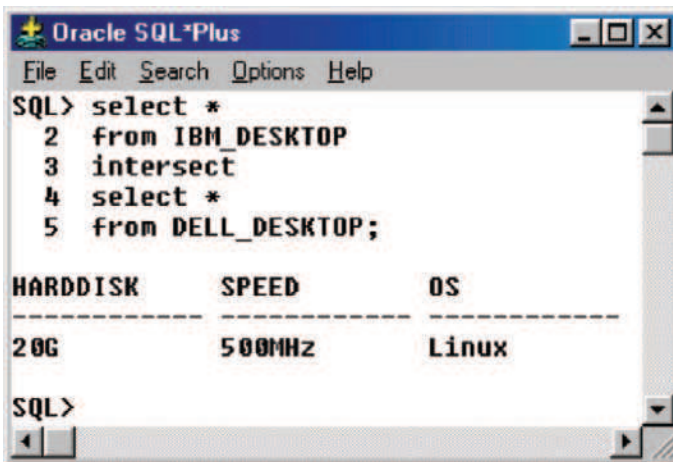 Oracle SQL*Plus
File Edit Search Options Help
SQL> select *
2 from IBM_DESKTOP
3 intersect
4 select *
5 from DELL_DESKTOP;
HARDDISK SPEED OS
------------ ------------ ------------
20G 500MHz Linux
SQL>